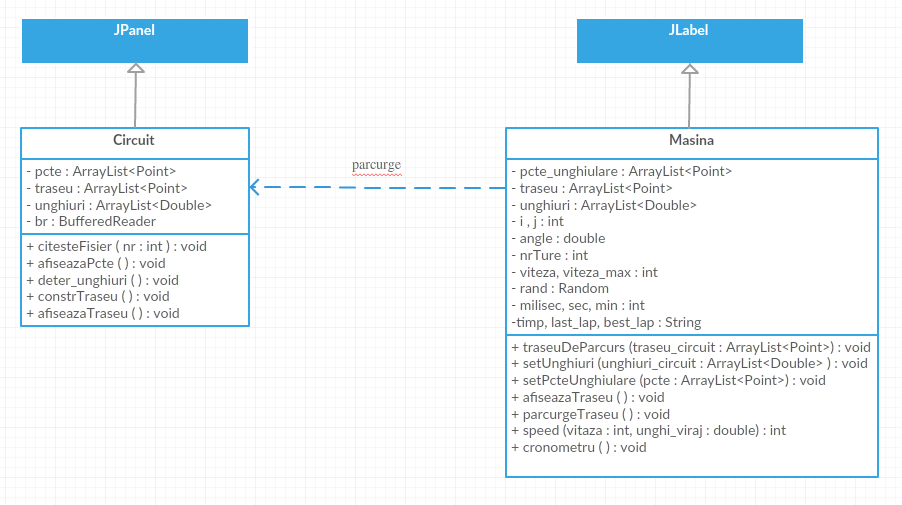 JPanel
JLabel
Circuit
- pcte : ArrayList<Point>
- traseu : ArrayList<Point>
- unghiuri : ArrayList<Double>
- br : BufferedReader
+ citesteFisier ( nr : int ) : void
+ afiseazaPcte ( ) : void
+ deter_unghiuri ( ) : void
+ constrTraseu ( ) : void
+ afiseazaTraseu ( ) : void
parcurge
Masina
- pcte_unghiulare : ArrayList<Point>
- traseu : ArrayList<Point>
- unghiuri : ArrayList<Double>
- i , j : int
- angle : double
- nrTure : int
- viteza, viteza_max : int
- rand : Random
- milisec, sec, min : int
-timp, last_lap, best_lap : String
+ traseuDeParcurs (traseu_circuit : ArrayList<Point>) : void
+ setUnghiuri (unghiuri_circuit : ArrayList<Double> ) : void
+ setPcteUnghiulare (pcte : ArrayList<Point>) : void
+ afiseazaTraseu ( ) : void
+ parcurgeTraseu ( ) : void
+ speed (vitaza : int, unghi_viraj : double) : int
+ cronometru ( ) : void